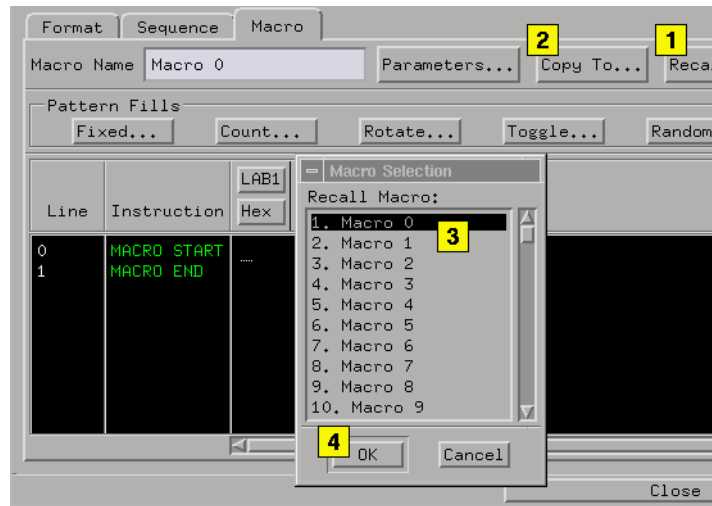 Format Sequence Macro
2 1
Macro Name Macro 0 Parameters... Copy To... Reca
Pattern Fills
Fixed... Count... Rotate... Toggle... Random
Macro Selection
LAB1
Recall Macro:
Line Instruction Hex
1. Macro 0
3
2. Macro 1
0 MACRO START
3. Macro 2
1 MACRO END
4. Macro 3
5. Macro 4
6. Macro 5
7. Macro 6
8. Macro 7
9. Macro 8
10. Macro 9
4
OK Cancel
Close